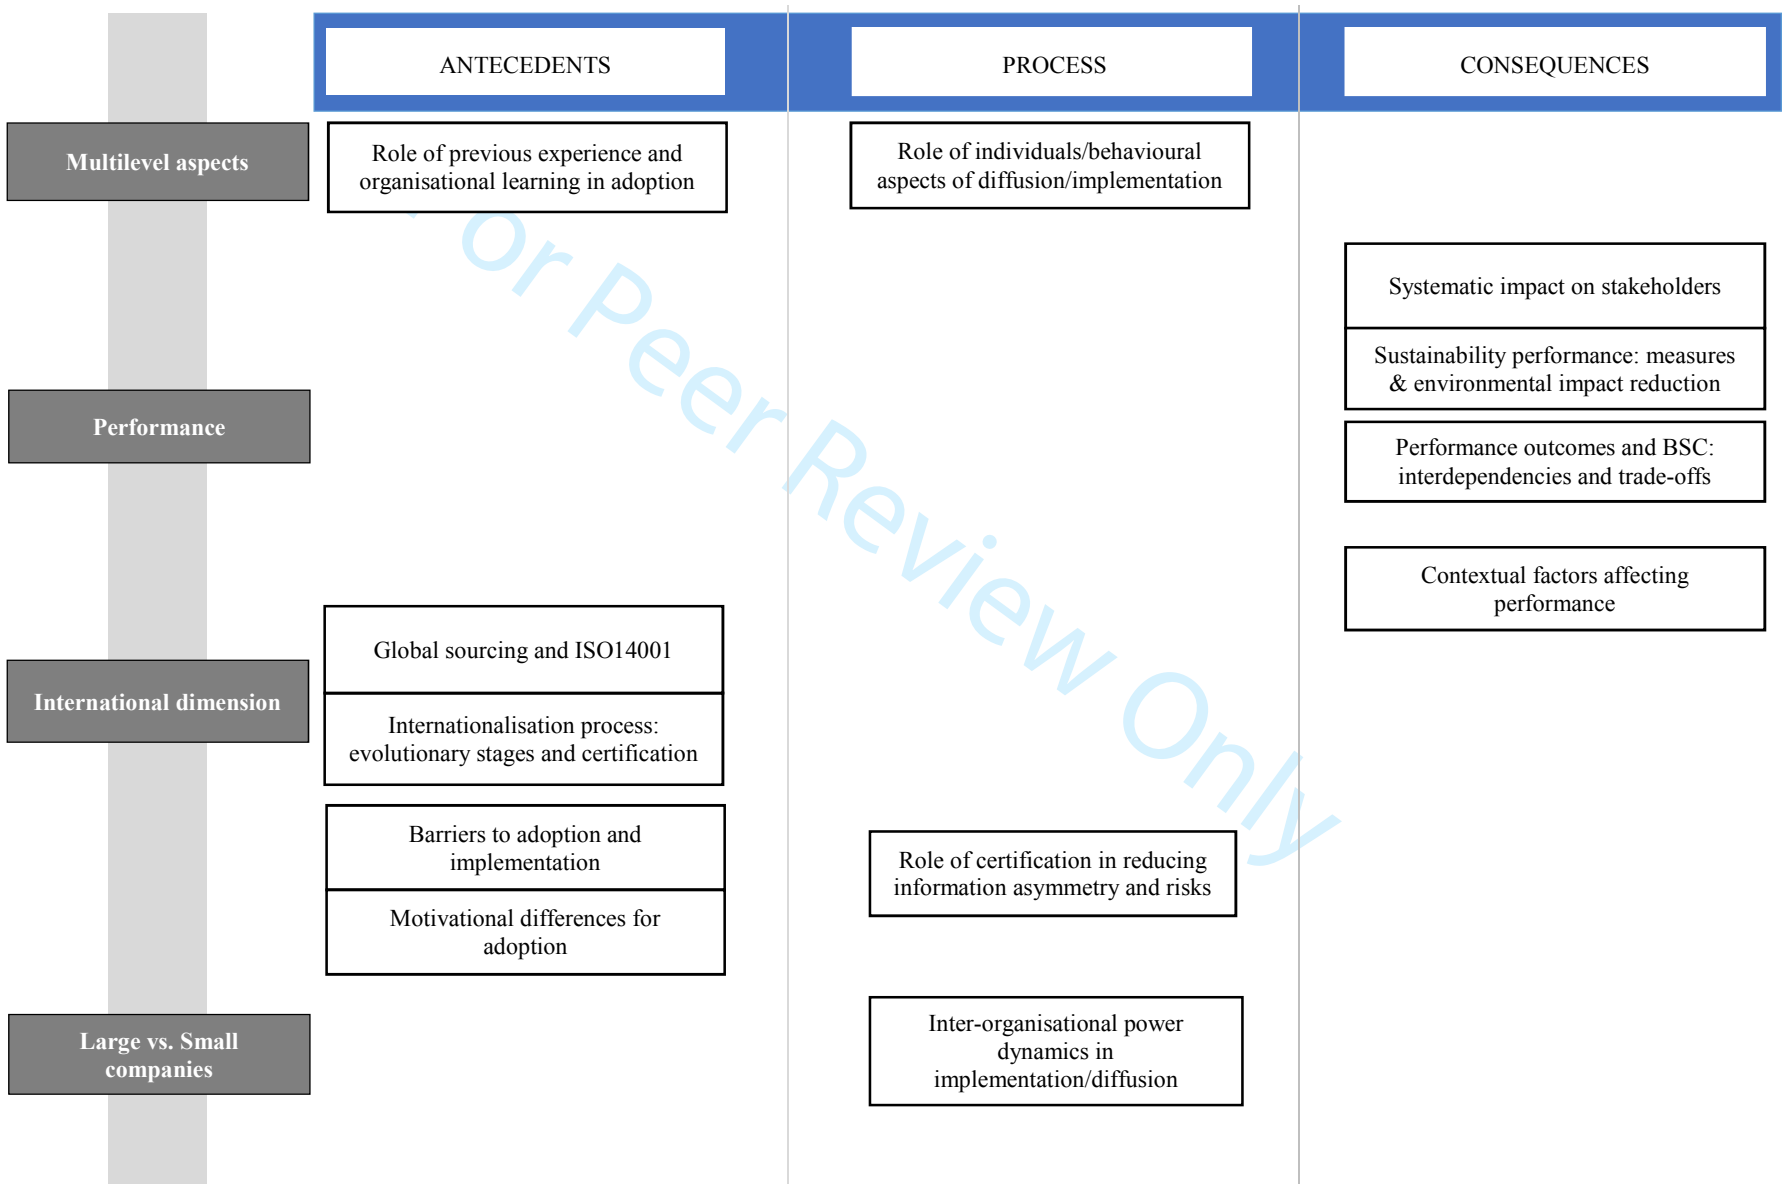 ANTECEDENTS
PROCESS
CONSEQUENCES
Multilevel aspects
Role of previous experience and
organisational learning in adoption
Role of individuals/behavioural
aspects of diffusion/implementation
Systematic impact on stakeholders
Sustainability performance: measures
& environmental impact reduction
Performance
Performance outcomes and BSC:
interdependencies and trade-offs
Contextual factors affecting
performance
Global sourcing and ISO14001
International dimension
Internationalisation process:
evolutionary stages and certification
Barriers to adoption and
implementation
Role of certification in reducing
information asymmetry and risks
Motivational differences for
adoption
Large vs. Small
companies
Inter-organisational power
dynamics in
implementation/diffusion
or Peer Review Only